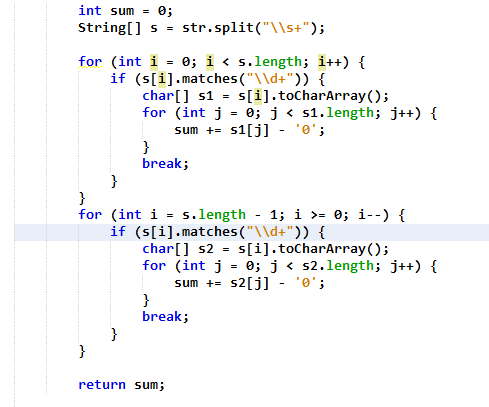 int sum = 0;
String[] s = str.split("\\s+");
for (int i = 0; i < s.length; i++) {
if (s[i].matches("\\d+")) {
char[] s1 = s[i].toCharArray();
for (int j = 0; j < s1.length; j++) {
sum += s1[j] - '0';
}
break;
}
}
for (int i = s.length - 1; i >= 0; i--) {
if (s[i].matches("\\d+")) {
char[] s2 = s[i].toCharArray();
for (int j = 0; j < s2.length; j++) {
sum += s2[j] - '0';
}
break;
}
}
return sum;